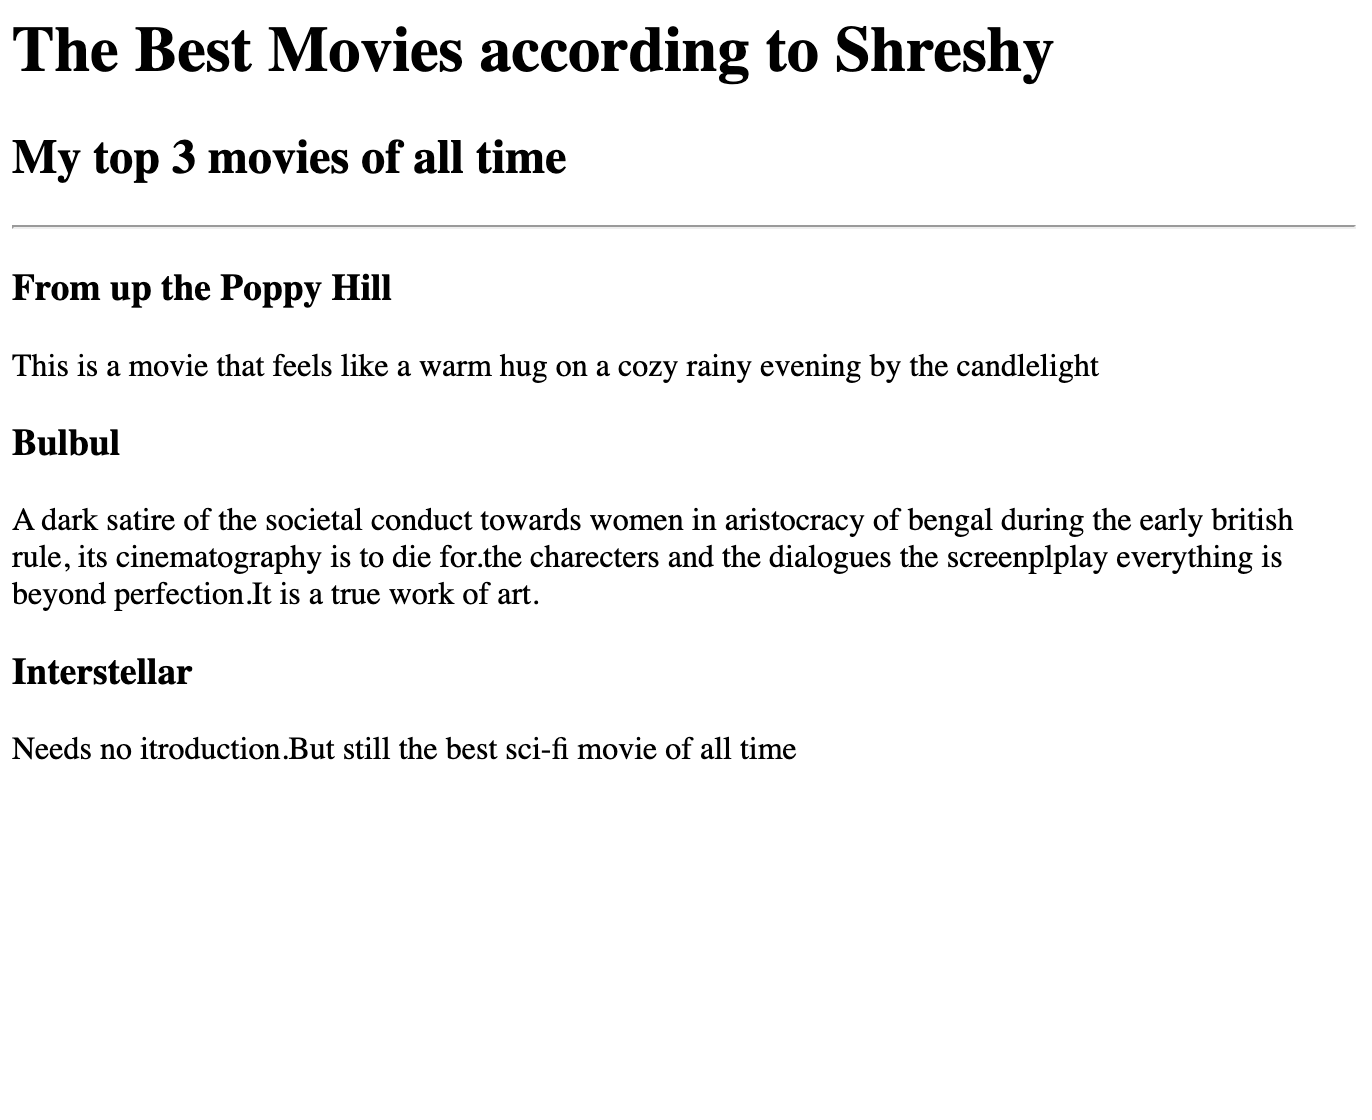 The Best Movies according to Shreshy
My top 3 movies of all time
From up the Poppy Hill
This is a movie that feels like a warm hug on a cozy rainy evening by the candlelight
Bulbul
A dark satire of the societal conduct towards women in aristocracy of bengal during the early british
rule, its cinematography is to die for.the charecters and the dialogues the screenplplay everything is
beyond perfection.It is a true work of art.
Interstellar
Needs no itroduction.But still the best sci-fi movie of all time